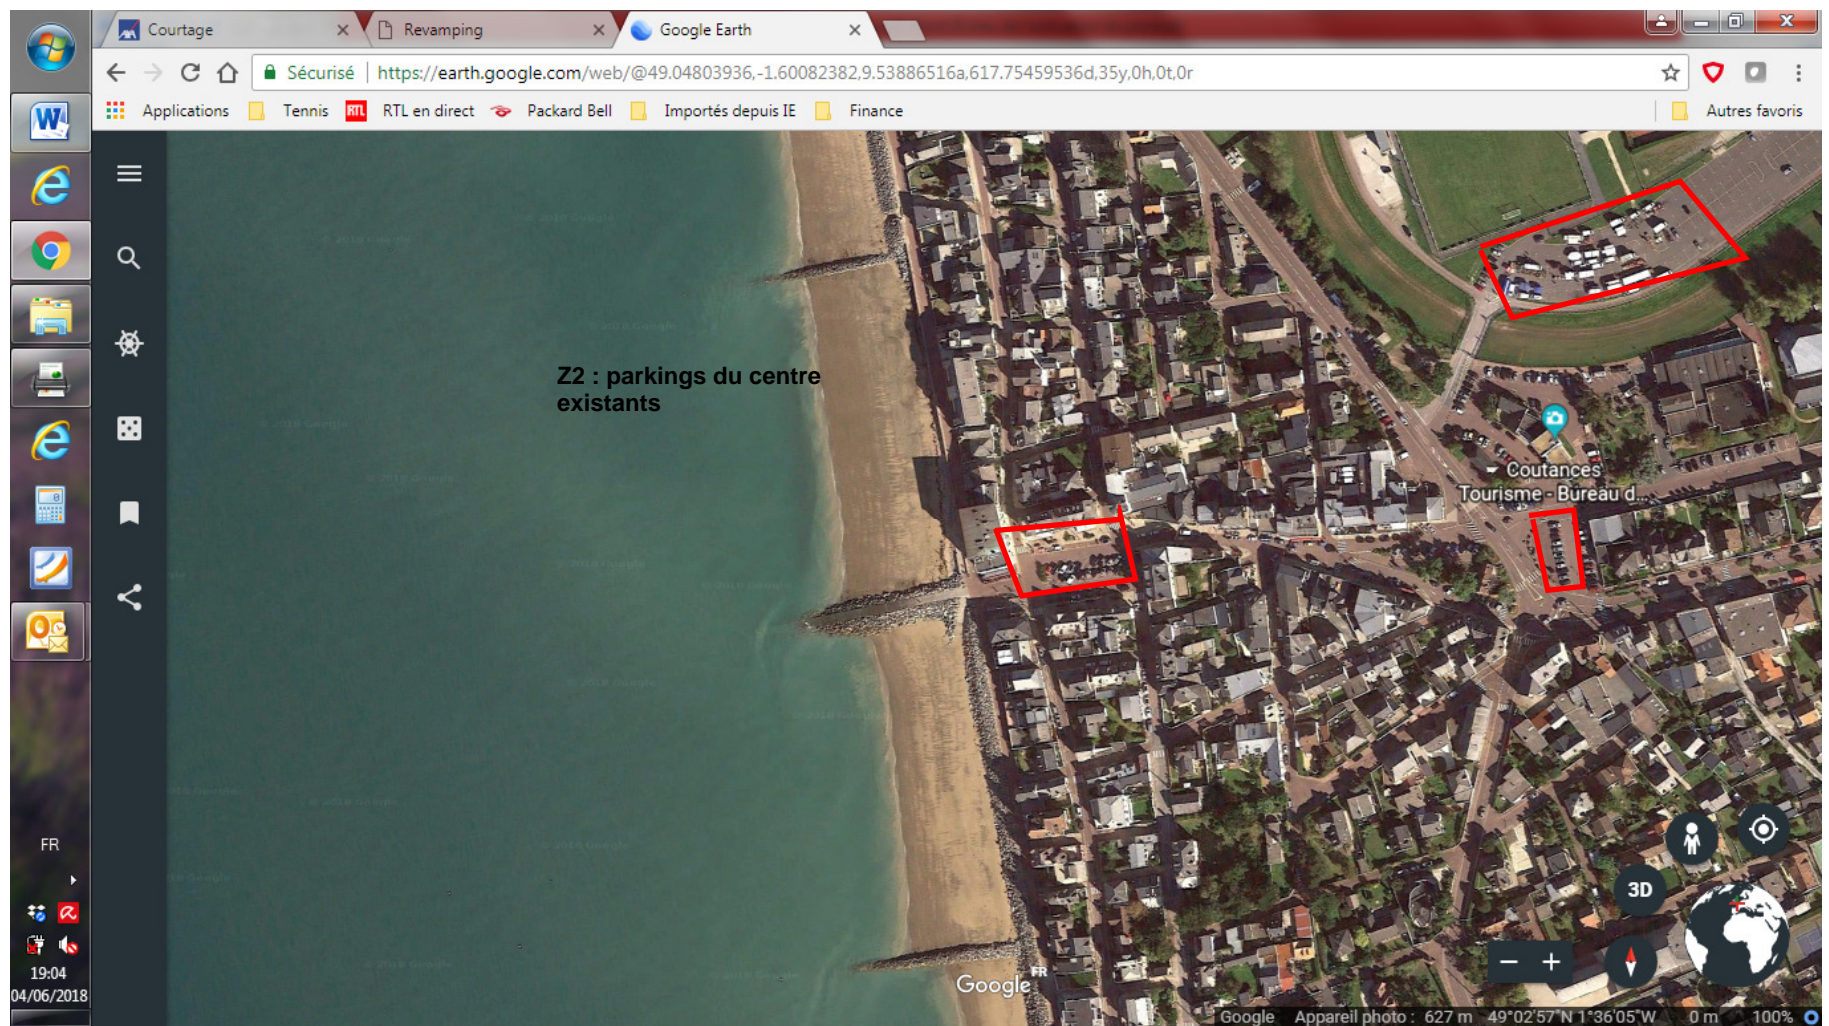 Courtage
Revamping
Google Earth
Sécurisé
https://earth.google.com/web/@49.04803936,-1.60082382,9.53886516a,617.75459536d,35y,0h,0t,0r
Applications
Tennis
RTL RTL en direct
Packard Bell
Importés depuis IE
Finance
Autres favoris
Z2 : parkings du centre
existants
Coutances
Tourisme - Bureau d...
FR
3D
19:04
04/06/2018
Google FR
Google Appareil photo : 627 m 49°02'57"N 1°36'05"W 0 m 100%